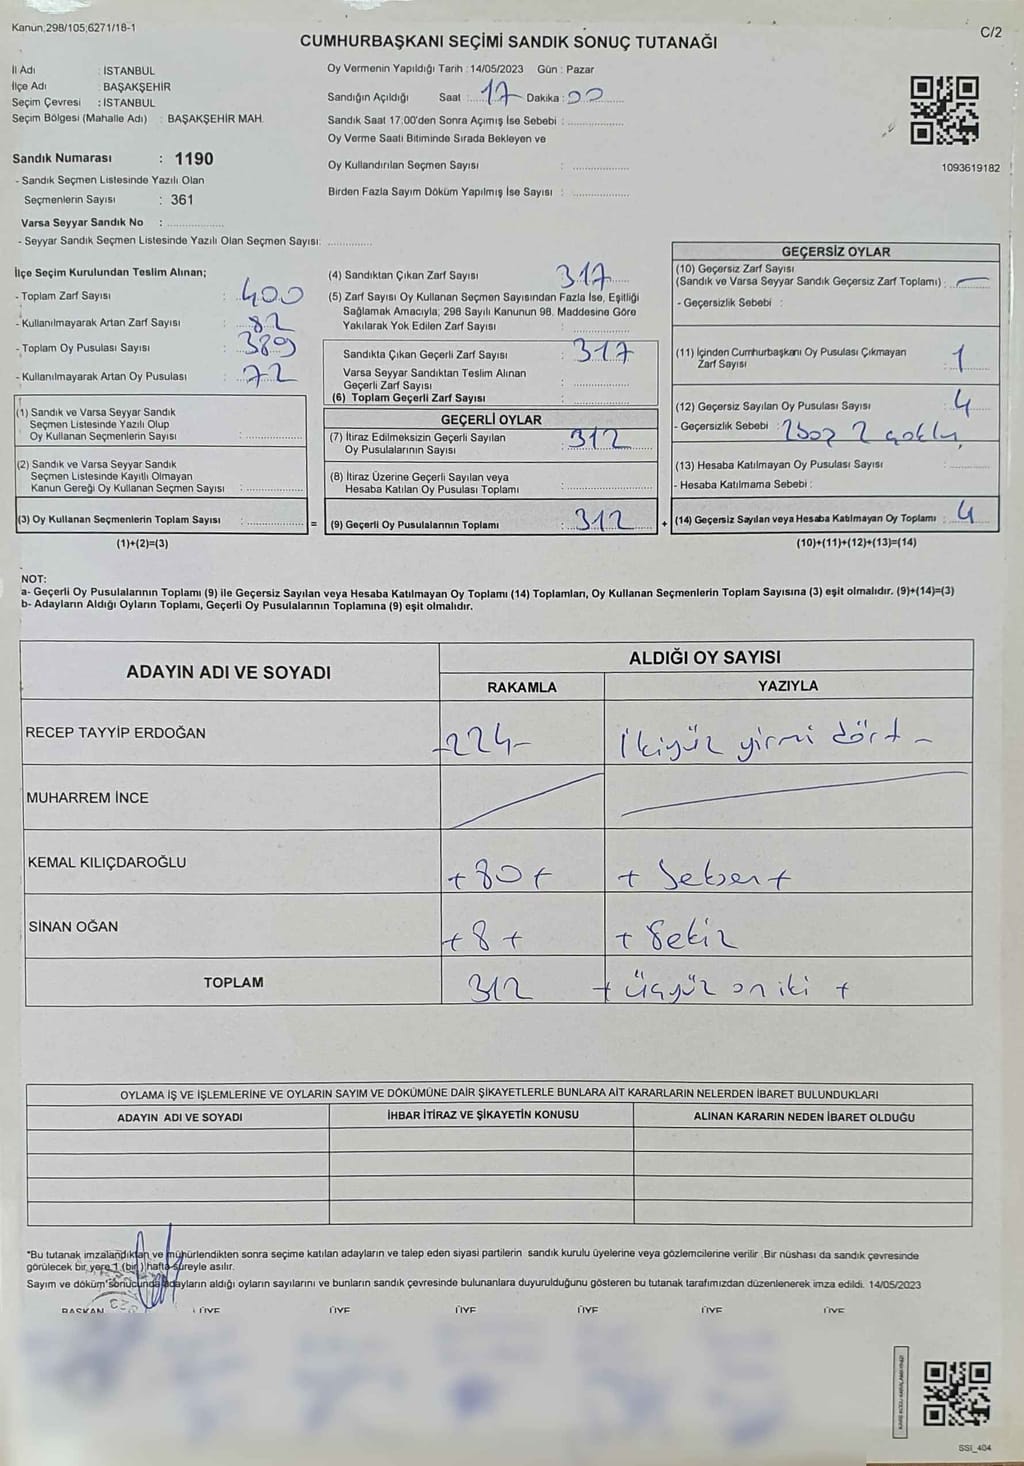 Kanun,298/105,6271/18-1
C/2
CUMHURBAŞKANI SEÇİMİ SANDIK SONUÇ TUTANAĞI
İl Adı : İSTANBUL
İlçe Adı : BAŞAKŞEHİR
Seçim Çevresi : İSTANBUL
Seçim Bölgesi (Mahalle Adı) : BAŞAKŞEHİR MAH.
Oy Vermenin Yapıldığı Tarih : 14/05/2023 Gün : Pazar
Sandığın Açıldığı Saat : 17 Dakika : 00
Sandık Saat 17:00'den Sonra Açımış İse Sebebi :
Oy Verme Saati Bitiminde Sırada Bekleyen ve
Oy Kullandırılan Seçmen Sayısı :
Birden Fazla Sayım Döküm Yapılmış İse Sayısı :
1093619182
Sandık Numarası : 1190
- Sandık Seçmen Listesinde Yazılı Olan
Seçmenlerin Sayısı : 361
Varsa Seyyar Sandık No :
- Seyyar Sandık Seçmen Listesinde Yazılı Olan Seçmen Sayısı:
İlçe Seçim Kurulundan Teslim Alınan;
- Toplam Zarf Sayısı : 400
- Kullanılmayarak Artan Zarf Sayısı : 82
- Toplam Oy Pusulası Sayısı : 389
- Kullanılmayarak Artan Oy Pusulası : 72
(1) Sandık ve Varsa Seyyar Sandık
Seçmen Listesinde Yazılı Olup
Oy Kullanan Seçmenlerin Sayısı :
(2) Sandık ve Varsa Seyyar Sandık
Seçmen Listesinde Kayıtlı Olmayan
Kanun Gereği Oy Kullanan Seçmen Sayısı :
(3) Oy Kullanan Seçmenlerin Toplam Sayısı :
(1)+(2)=(3)
=
(4) Sandıktan Çıkan Zarf Sayısı : 317
(5) Zarf Sayısı Oy Kullanan Seçmen Sayısından Fazla İse, Eşitliği
Sağlamak Amacıyla; 298 Sayılı Kanunun 98. Maddesine Göre
Yakılarak Yok Edilen Zarf Sayısı :
Sandıkta Çıkan Geçerli Zarf Sayısı : 317
Varsa Seyyar Sandıktan Teslim Alınan
Geçerli Zarf Sayısı :
(6) Toplam Geçerli Zarf Sayısı :
GEÇERLİ OYLAR
(7) İtiraz Edilmeksizin Geçerli Sayılan
Oy Pusulalarının Sayısı : 312
(8) İtiraz Üzerine Geçerli Sayılan veya
Hesaba Katılan Oy Pusulası Toplamı :
(9) Geçerli Oy Pusulalarının Toplamı : 312
+
GEÇERSİZ OYLAR
(10) Geçersiz Zarf Sayısı
(Sandık ve Varsa Seyyar Sandık Geçersiz Zarf Toplamı) :
- Geçersizlik Sebebi :
(11) İçinden Cumhurbaşkanı Oy Pusulası Çıkmayan
Zarf Sayısı : 1
(12) Geçersiz Sayılan Oy Pusulası Sayısı : 4
- Geçersizlik Sebebi : 2boş 2 çoklu
(13) Hesaba Katılmayan Oy Pusulası Sayısı :
- Hesaba Katılmama Sebebi :
(14) Geçersiz Sayılan veya Hesaba Katılmayan Oy Toplamı : 4
(10)+(11)+(12)+(13)=(14)
NOT:
a- Geçerli Oy Pusulalarının Toplamı (9) ile Geçersiz Sayılan veya Hesaba Katılmayan Oy Toplamı (14) Toplamları, Oy Kullanan Seçmenlerin Toplam Sayısına (3) eşit olmalıdır. (9)+(14)=(3)
b- Adayların Aldığı Oyların Toplamı, Geçerli Oy Pusulalarının Toplamına (9) eşit olmalıdır.
ADAYIN ADI VE SOYADI
ALDIĞI OY SAYISI
RAKAMLA YAZIYLA
RECEP TAYYİP ERDOĞAN -224- İkiyüz yirmi dört -
MUHARREM İNCE
KEMAL KILIÇDAROĞLU +80+ + Seksen +
SİNAN OĞAN +8+ + Sekiz
TOPLAM 312 + üçyüz on iki +
OYLAMA İŞ VE İŞLEMLERİNE VE OYLARIN SAYIM VE DÖKÜMÜNE DAİR ŞİKAYETLERLE BUNLARA AİT KARARLARIN NELERDEN İBARET BULUNDUKLARI
ADAYIN ADI VE SOYADI İHBAR İTİRAZ VE ŞİKAYETİN KONUSU ALINAN KARARIN NEDEN İBARET OLDUĞU
"Bu tutanak imzalandıktan ve mühürlendikten sonra seçime katılan adayların ve talep eden siyasi partilerin sandık kurulu üyelerine veya gözlemcilerine verilir .Bir nüshası da sandık çevresinde
görülecek bir yere 1 (bir ) hafta süreyle asılır.
Sayım ve döküm sonucunda adayların aldığı oyların sayılarını ve bunların sandık çevresinde bulunanlara duyurulduğunu gösteren bu tutanak tarafımızdan düzenlenerek imza edildi. 14/05/2023
BAŞKAN ÜYE ÜYE ÜYE ÜYE ÜYE ÜYE
SSI_404